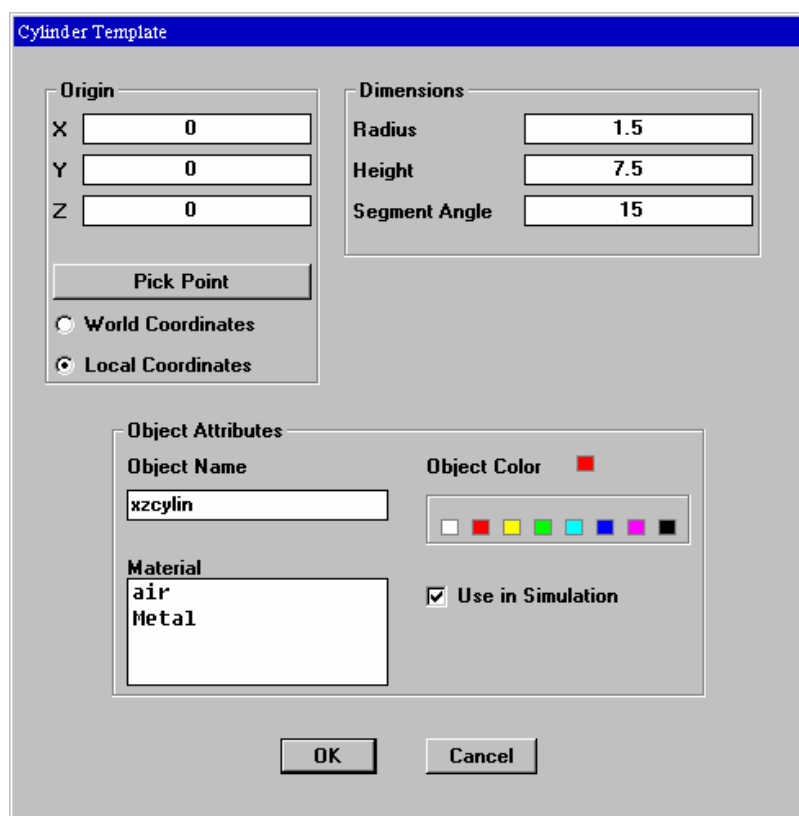 Cylinder Template
Origin
X 0
Y 0
Z 0
Pick Point
World Coordinates
Local Coordinates
Dimensions
Radius 1.5
Height 7.5
Segment Angle 15
Object Attributes
Object Name
xzcylin
Material
air
Metal
Object Color
Use in Simulation
OK
Cancel